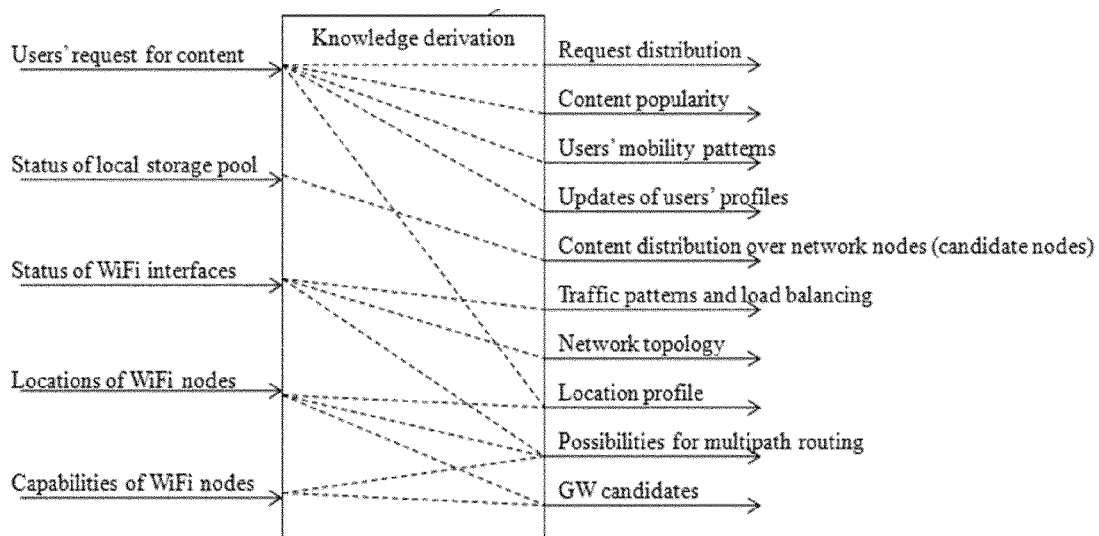 Knowledge derivation
Users' request for content
Status of local storage pool
Status of WiFi interfaces
Locations of WiFi nodes
Capabilities of WiFi nodes
Request distribution
Content popularity
Users' mobility patterns
Updates of users' profiles
Content distribution over network nodes (candidate nodes)
Traffic patterns and load balancing
Network topology
Location profile
Possibilities for multipath routing
GW candidates